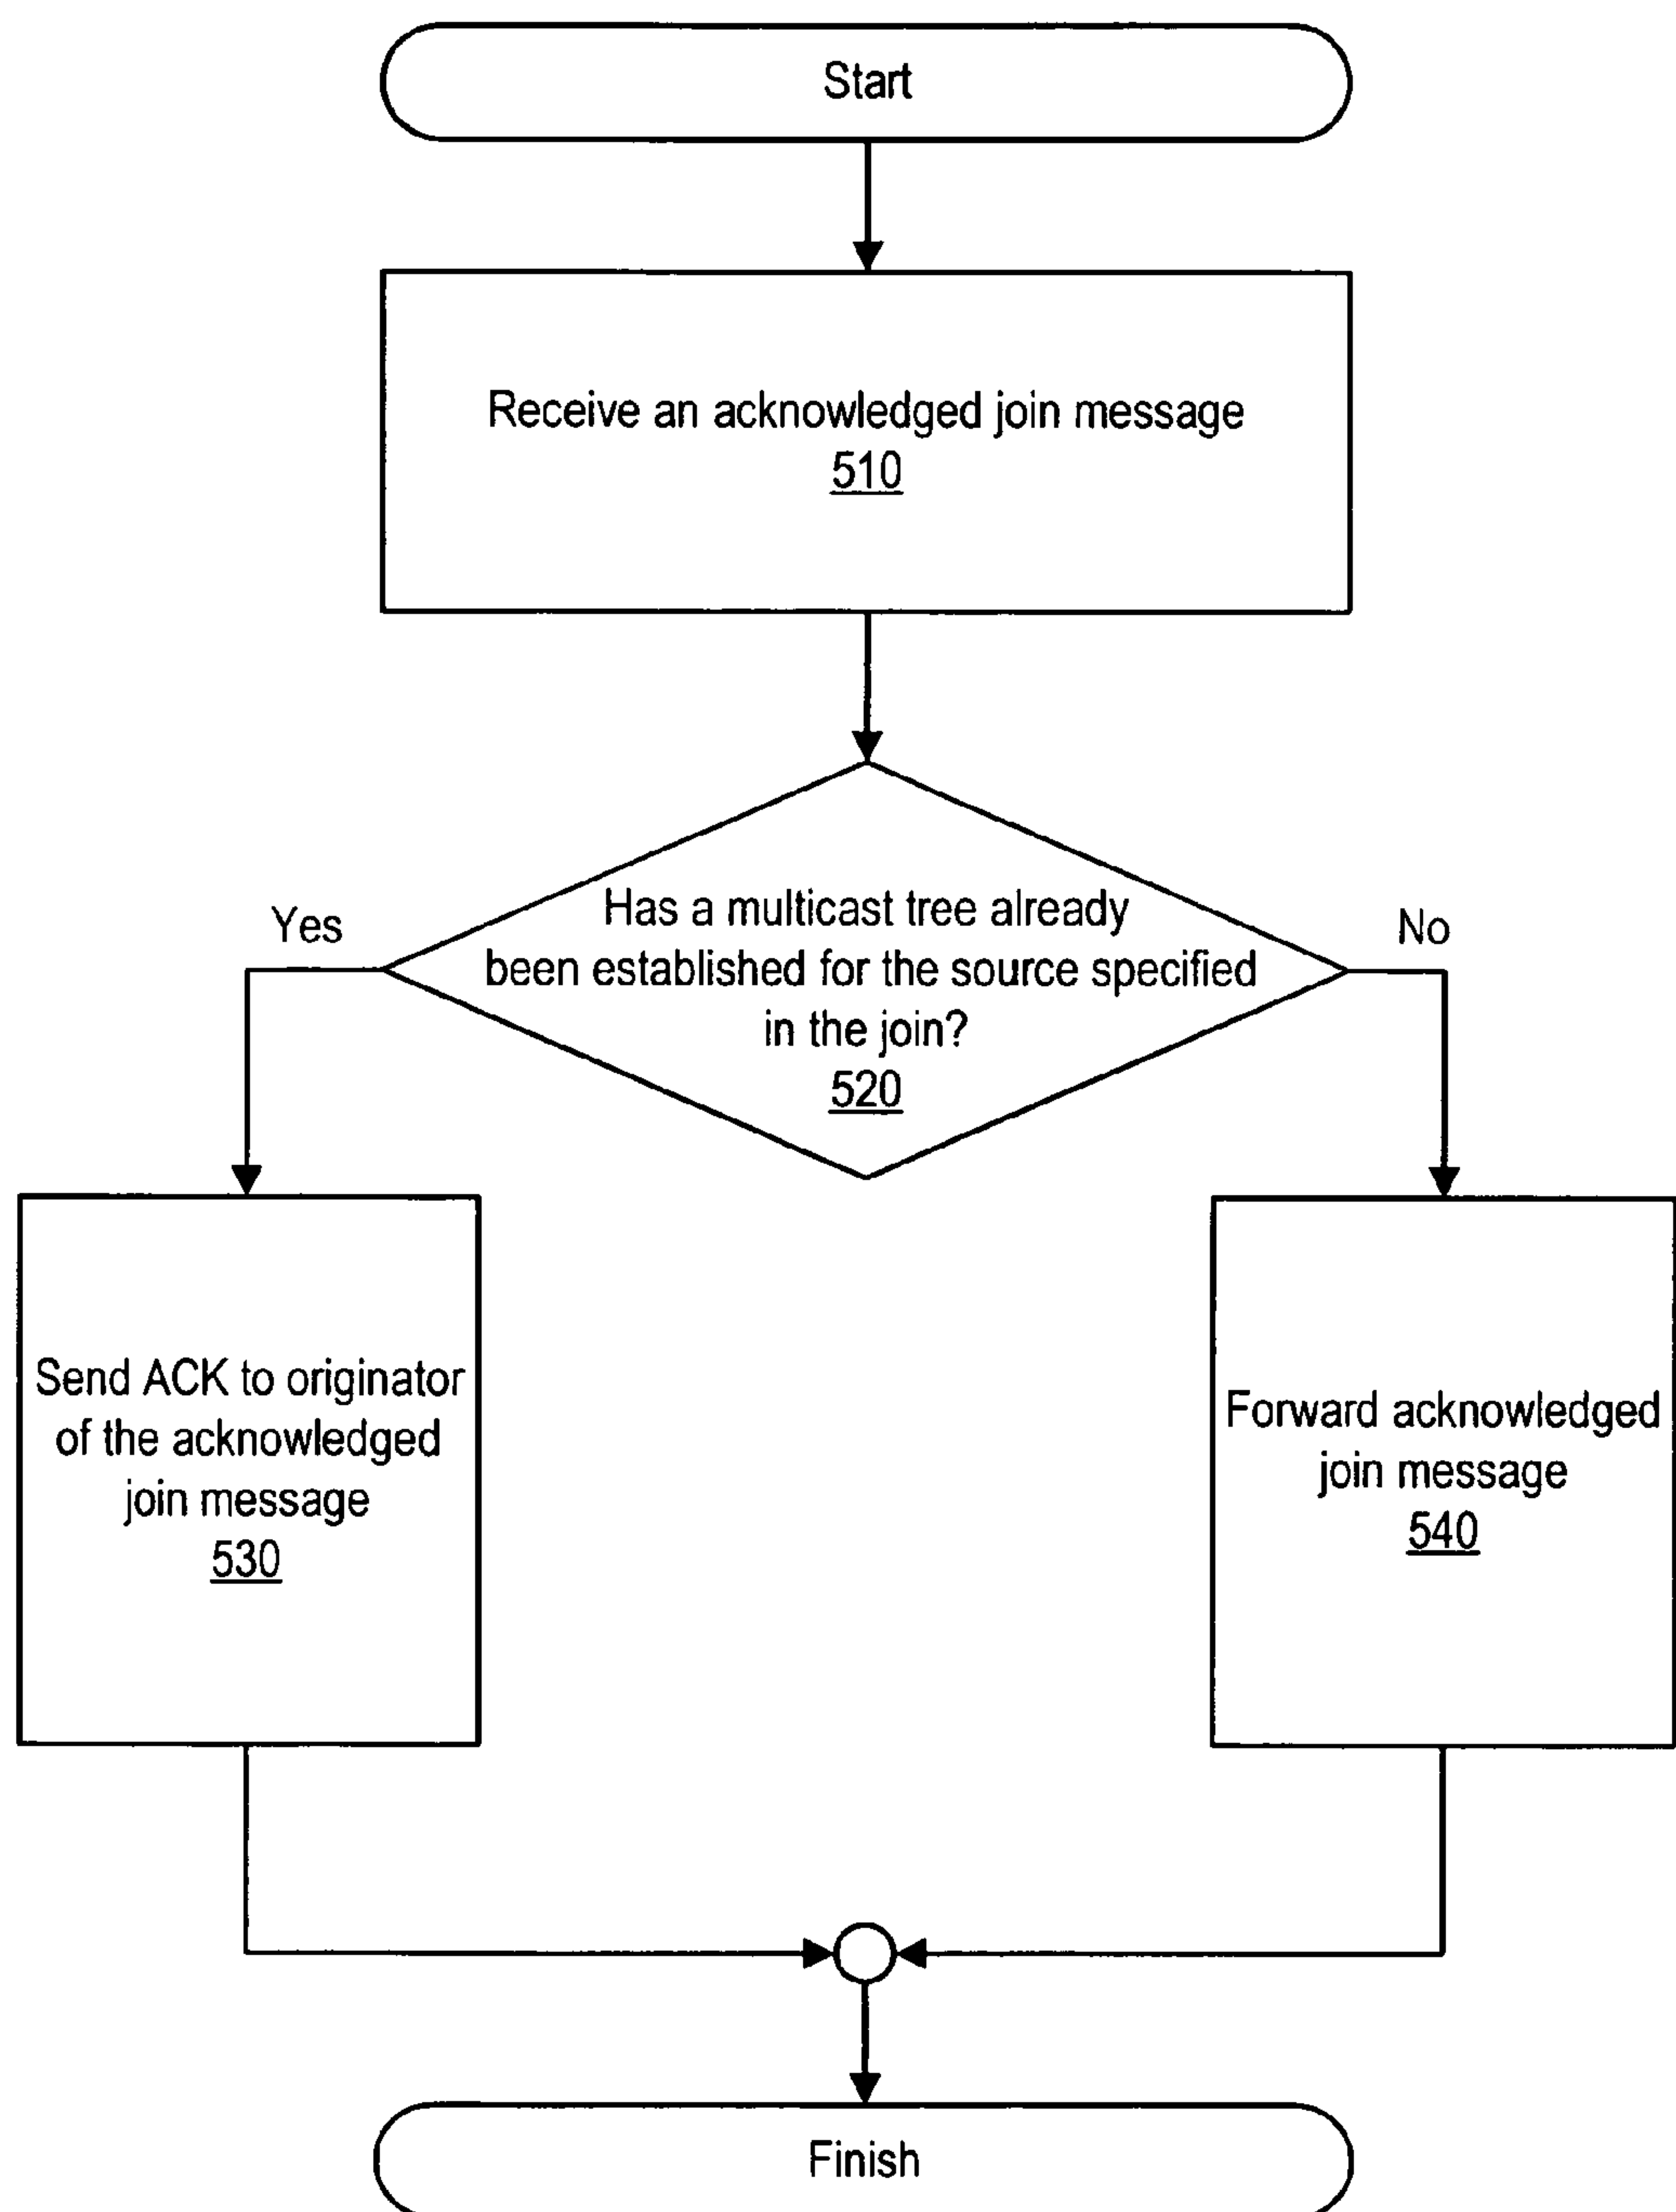 Start
Receive an acknowledged join message
510
Has a multicast tree already
been established for the source specified
in the join?
520
Yes
No
Send ACK to originator
of the acknowledged
join message
530
Forward acknowledged
join message
540
Finish